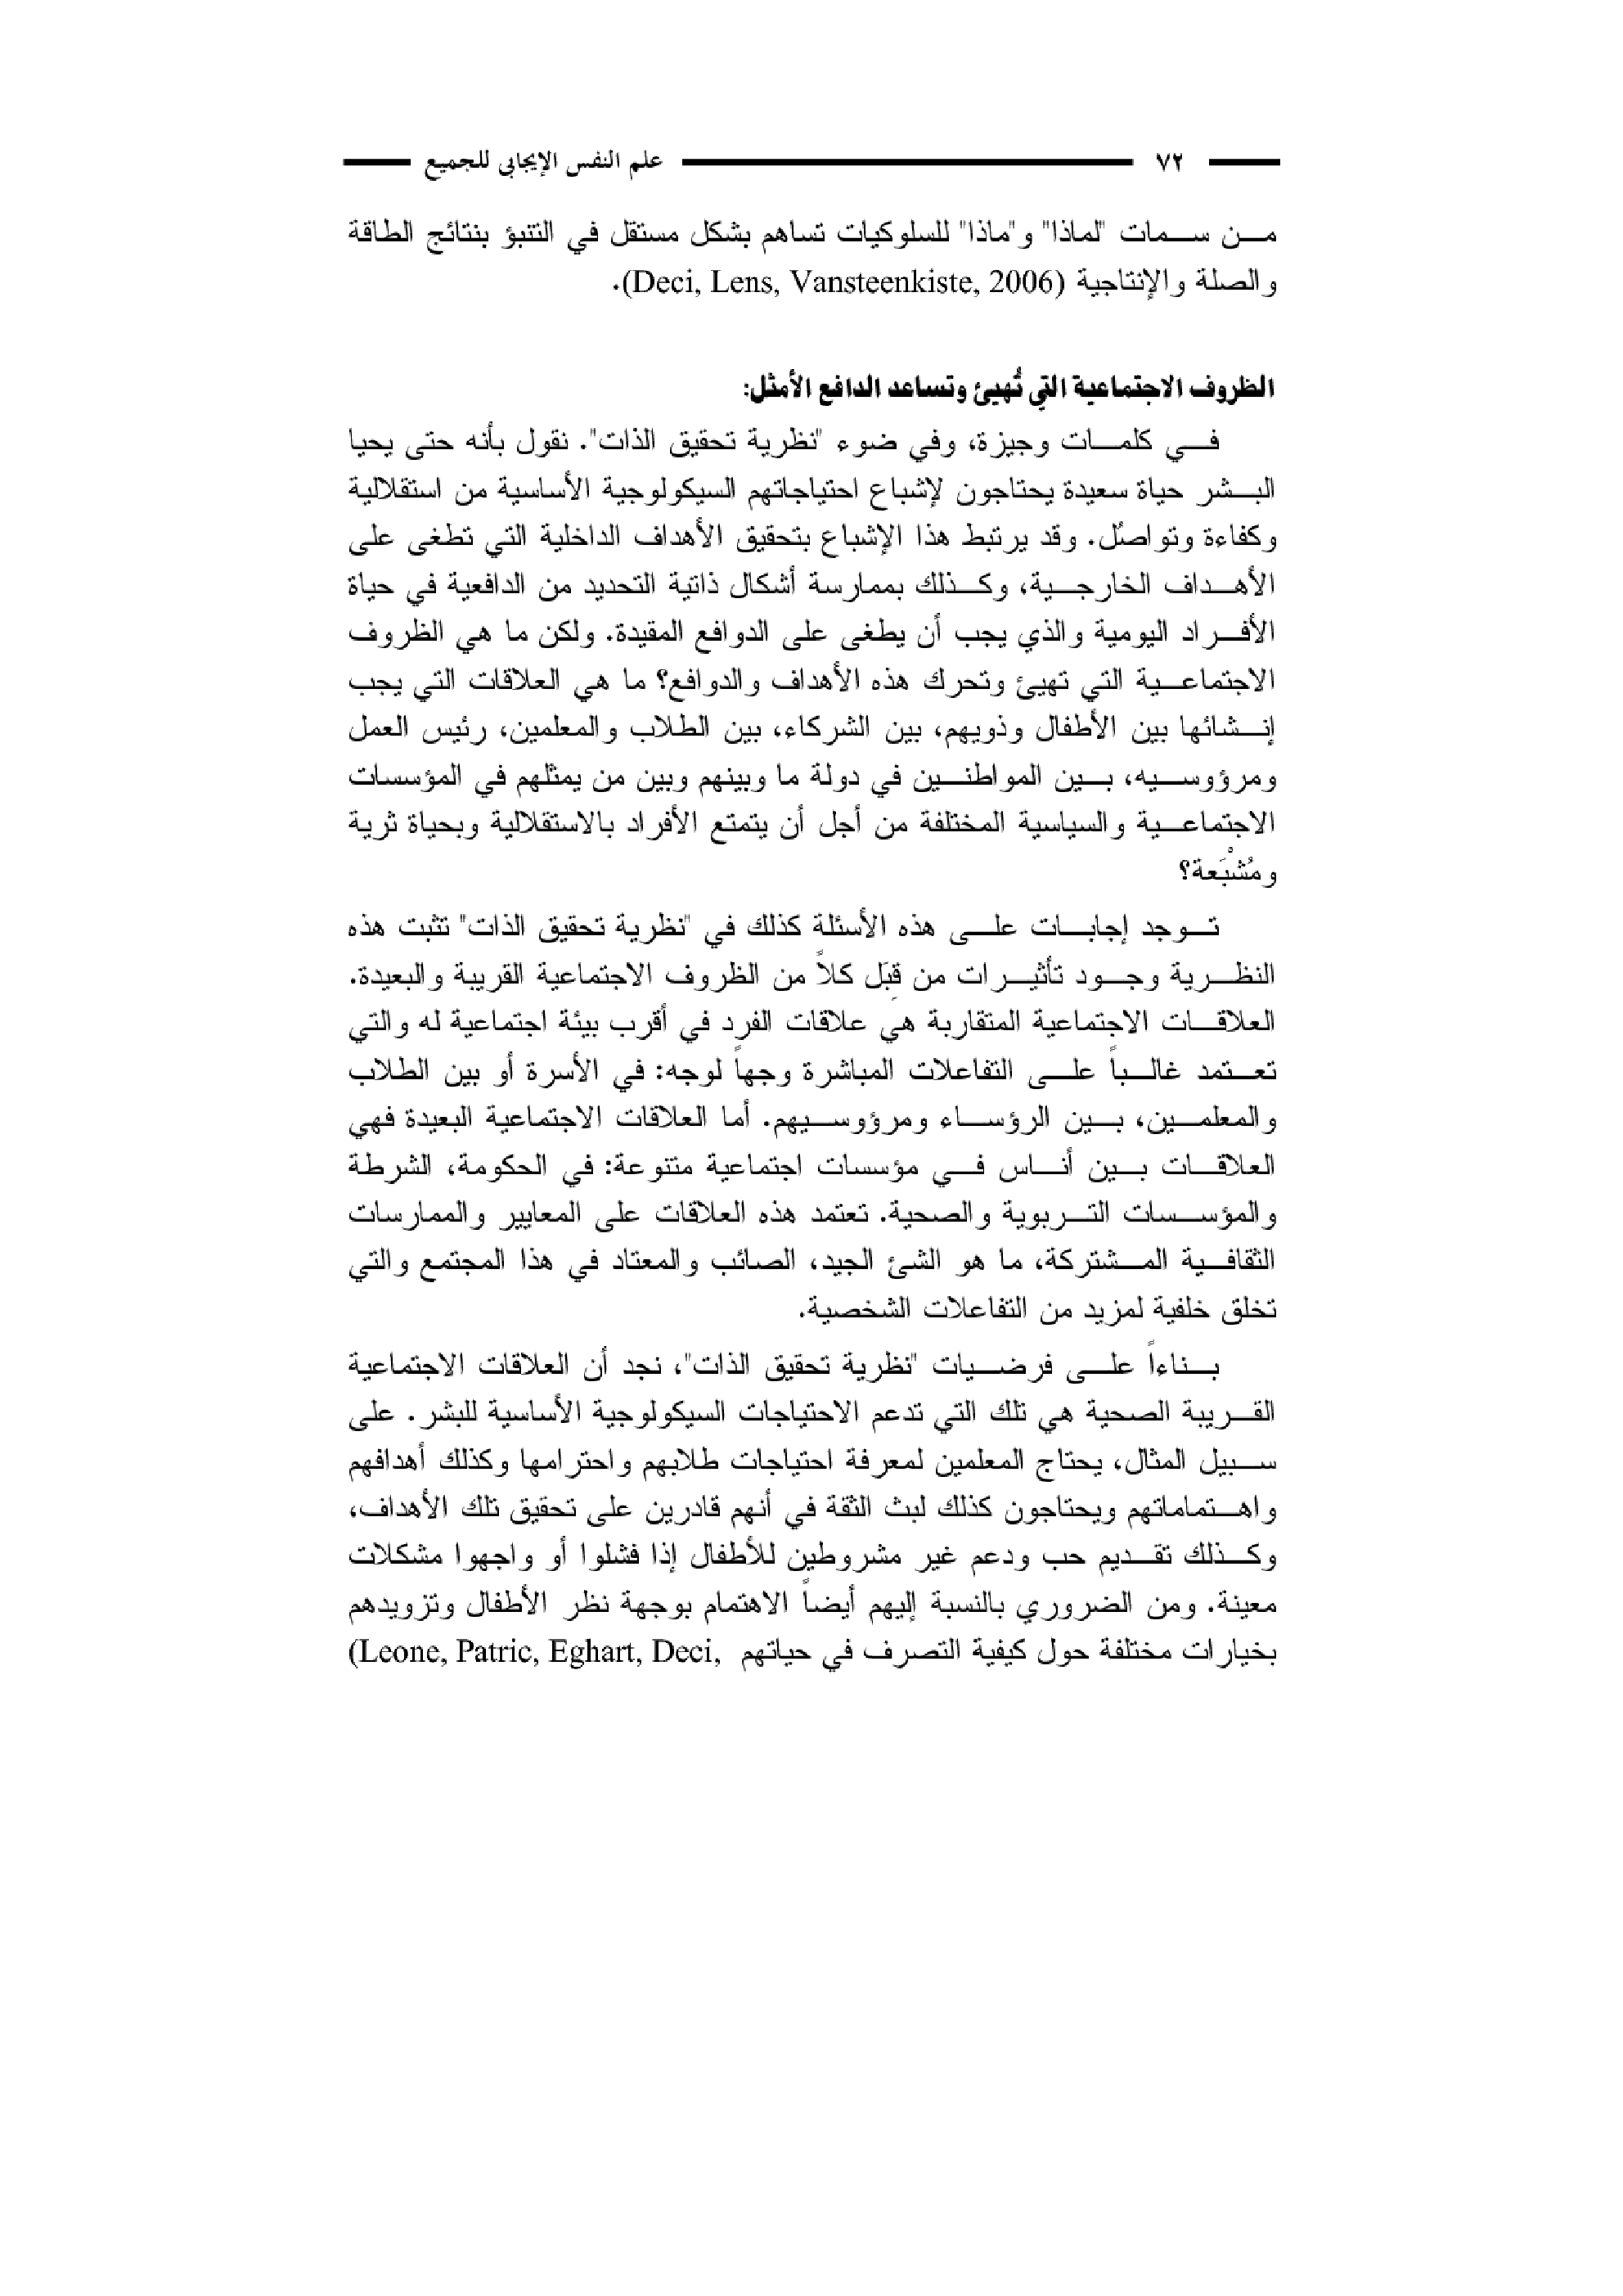 ٧٢ علم النفس الإيجابي للجميع
من سمات "لماذا" و"ماذا" للسلوكيات تساهم بشكل مستقل في التنبؤ بنتائج الطاقة
والصلة والإنتاجية (Deci, Lens, Vansteenkiste, 2006).
الظروف الاجتماعية التي تُهيئ وتساعد الدافع الأمثل:
في كلمات وجيزة، وفي ضوء "نظرية تحقيق الذات". نقول بأنه حتى يحيا
البشر حياة سعيدة يحتاجون لإشباع احتياجاتهم السيكولوجية الأساسية من استقلالية
وكفاءة وتواصُل. وقد يرتبط هذا الإشباع بتحقيق الأهداف الداخلية التي تطغى على
الأهداف الخارجية، وكذلك بممارسة أشكال ذاتية التحديد من الدافعية في حياة
الأفراد اليومية والذي يجب أن يطغى على الدوافع المقيدة. ولكن ما هي الظروف
الاجتماعية التي تهيئ وتحرك هذه الأهداف والدوافع؟ ما هي العلاقات التي يجب
إنشائها بين الأطفال وذويهم، بين الشركاء، بين الطلاب والمعلمين، رئيس العمل
ومرؤوسيه، بين المواطنين في دولة ما وبينهم وبين من يمثلهم في المؤسسات
الاجتماعية والسياسية المختلفة من أجل أن يتمتع الأفراد بالاستقلالية وبحياة ثرية
ومُشْبَعة؟
توجد إجابات على هذه الأسئلة كذلك في "نظرية تحقيق الذات" تثبت هذه
النظرية وجود تأثيرات من قِبَل كلاً من الظروف الاجتماعية القريبة والبعيدة.
العلاقات الاجتماعية المتقاربة هي علاقات الفرد في أقرب بيئة اجتماعية له والتي
تعتمد غالباً على التفاعلات المباشرة وجهاً لوجه: في الأسرة أو بين الطلاب
والمعلمين، بين الرؤساء ومرؤوسيهم. أما العلاقات الاجتماعية البعيدة فهي
العلاقات بين أناس في مؤسسات اجتماعية متنوعة: في الحكومة، الشرطة
والمؤسسات التربوية والصحية. تعتمد هذه العلاقات على المعايير والممارسات
الثقافية المشتركة، ما هو الشئ الجيد، الصائب والمعتاد في هذا المجتمع والتي
تخلق خلفية لمزيد من التفاعلات الشخصية.
بناءاً على فرضيات "نظرية تحقيق الذات"، نجد أن العلاقات الاجتماعية
القريبة الصحية هي تلك التي تدعم الاحتياجات السيكولوجية الأساسية للبشر. على
سبيل المثال، يحتاج المعلمين لمعرفة احتياجات طلابهم واحترامها وكذلك أهدافهم
واهتماماتهم ويحتاجون كذلك لبث الثقة في أنهم قادرين على تحقيق تلك الأهداف،
وكذلك تقديم حب ودعم غير مشروطين للأطفال إذا فشلوا أو واجهوا مشكلات
معينة. ومن الضروري بالنسبة إليهم أيضاً الاهتمام بوجهة نظر الأطفال وتزويدهم
بخيارات مختلفة حول كيفية التصرف في حياتهم (Leone, Patric, Eghart, Deci,